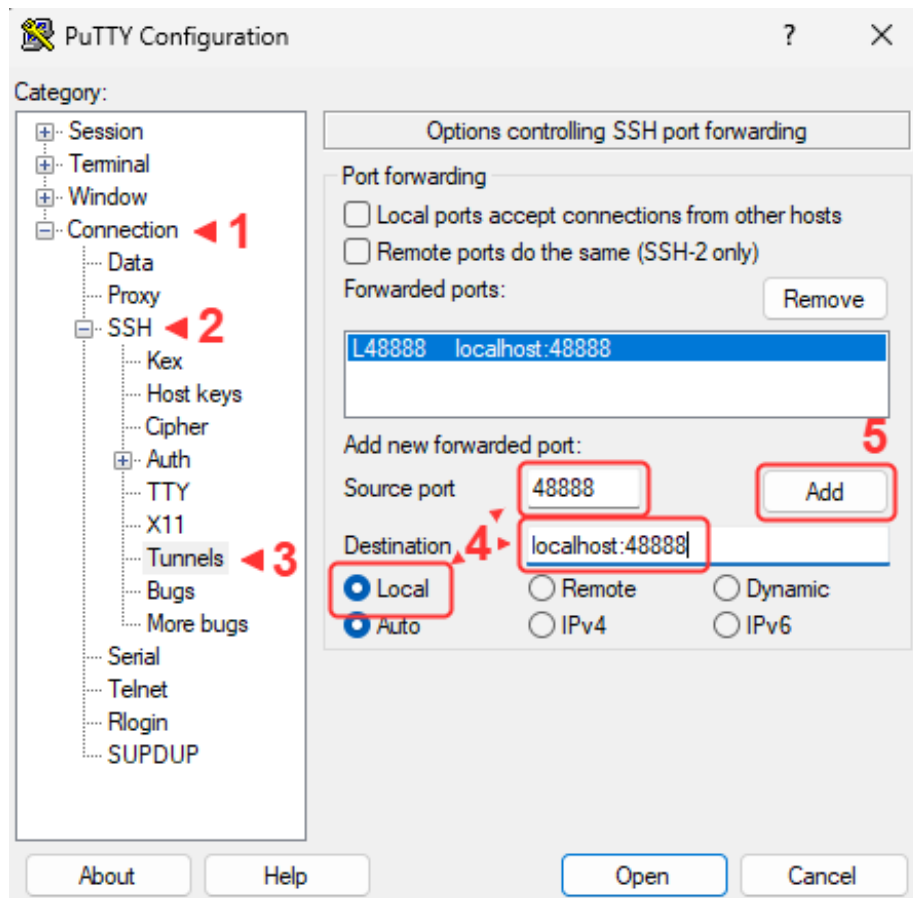 PuTTY Configuration ? ×
Category:
Session
Terminal
Window
Connection 1
Data
Proxy
SSH 2
Kex
Host keys
Cipher
Auth
TTY
X11
Tunnels 3
Bugs
More bugs
Serial
Telnet
Rlogin
SUPDUP
Options controlling SSH port forwarding
Port forwarding
Local ports accept connections from other hosts
Remote ports do the same (SSH-2 only)
Forwarded ports: Remove
L48888 localhost:48888
Add new forwarded port: 5
Source port 48888 Add
Destination 4 localhost:48888
Local Remote Dynamic
Auto IPv4 IPv6
About Help Open Cancel